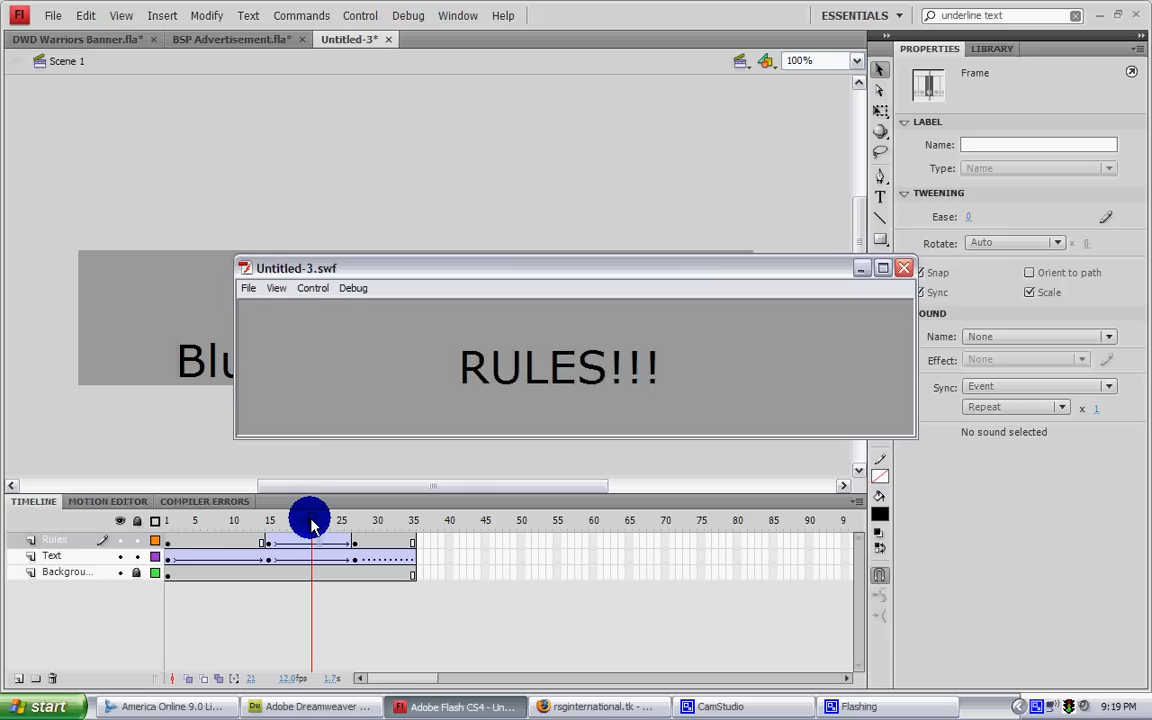 Fl File Edit View Insert Modify Text Commands Control Debug Window Help ESSENTIALS underline text
DWD Warriors Banner.fla* BSP Advertisement.fla* Untitled-3*
Scene 1 100%
PROPERTIES LIBRARY
Frame
LABEL
Name:
Type: Name
TWEENING
Ease: 0
Rotate: Auto x 0
Snap Orient to path
Sync Scale
OUND
Name: None
Effect: None
Sync: Event
Repeat x 1
No sound selected
Untitled-3.swf
File View Control Debug
RULES!!!
Blu
TIMELINE MOTION EDITOR COMPILER ERRORS
1 5 10 15 25 30 35 40 45 50 55 60 65 70 75 80 85 90 9
Rules
Text
Backgrou...
21 12.0fps 1.7s
start America Online 9.0 Li... Adobe Dreamweaver ... Adobe Flash CS4 - Un... rsginternational.tk - ... CamStudio Flashing 9:19 PM